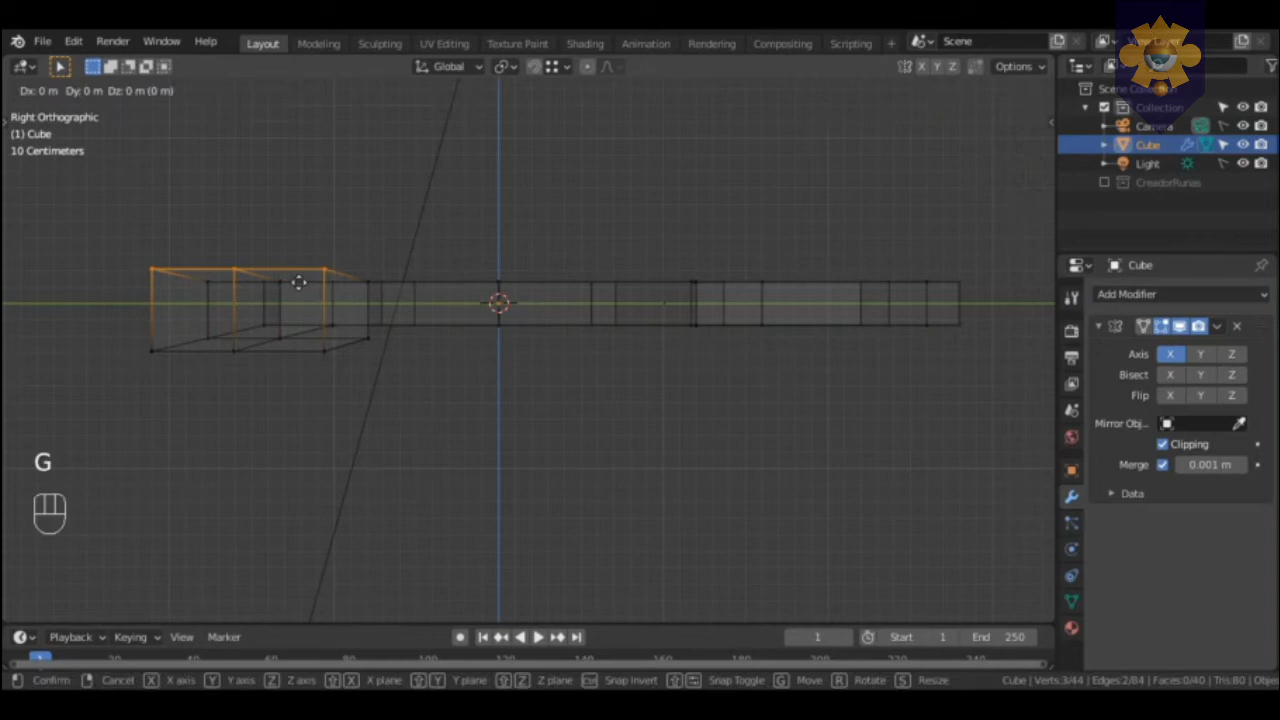 File Edit Render Window Help Layout Modeling Sculpting UV Editing Texture Paint Shading Animation Rendering Compositing Scripting + Scene
Global X Y Z Options
Dx: 0 m Dy: 0 m Dz: 0 m (0 m)
Right Orthographic
(1) Cube
10 Centimeters
Collection
Camera
Cube
Light
CreadorRunas
Cube
Add Modifier
Axis X Y Z
Bisect X Y Z
Flip X Y Z
Mirror Obj...
Clipping
Merge 0.001 m
Data
G
Playback Keying View Marker 1 Start 1 End 250
Confirm Cancel X X axis Y Y axis Z Z axis X X plane Y Y plane Z Z plane Snap Invert Snap Toggle G Move R Rotate S Resize Cube | Verts:3/44 | Edges:2/84 | Faces:0/40 | Tris:80 | Obje